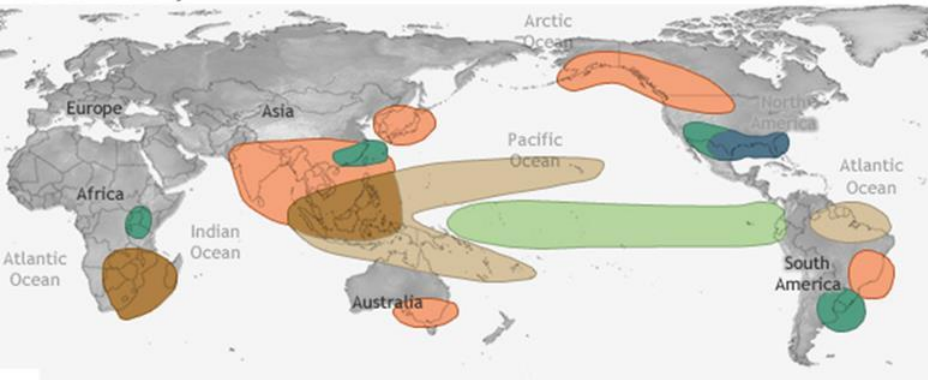 Arctic
Ocean
Europe
Asia
North
America
Pacific
Ocean
Atlantic
Ocean
Africa
Indian
Ocean
Atlantic
Ocean
South
America
Australia